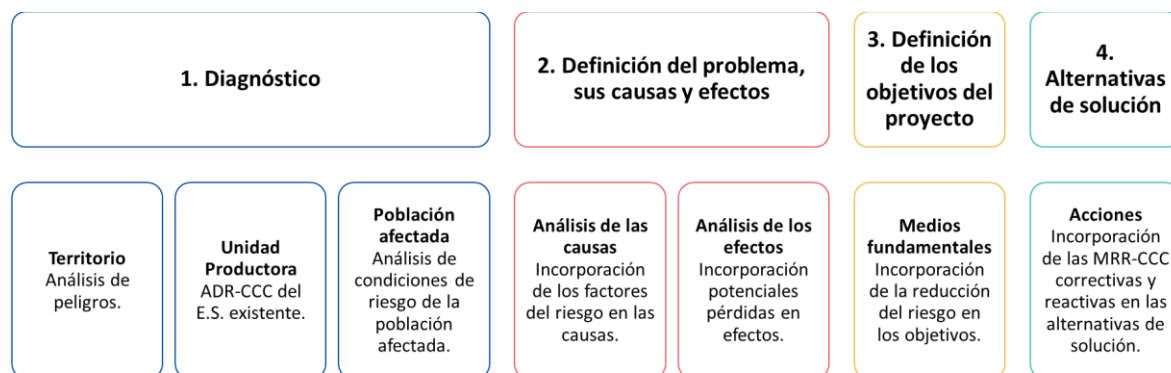 1. Diagnóstico
2. Definición del problema,
sus causas y efectos
3. Definición
de los
objetivos del
proyecto
4.
Alternativas
de solución
Territorio
Análisis de
peligros.
Unidad
Productora
ADR-CCC del
E.S. existente.
Población
afectada
Análisis de
condiciones de
riesgo de la
población
afectada.
Análisis de las
causas
Incorporación
de los factores
del riesgo en las
causas.
Análisis de los
efectos
Incorporación
potenciales
pérdidas en
efectos.
Medios
fundamentales
Incorporación
de la reducción
del riesgo en
los objetivos.
Acciones
Incorporación
de las MRR-CCC
correctivas y
reactivas en las
alternativas de
solución.